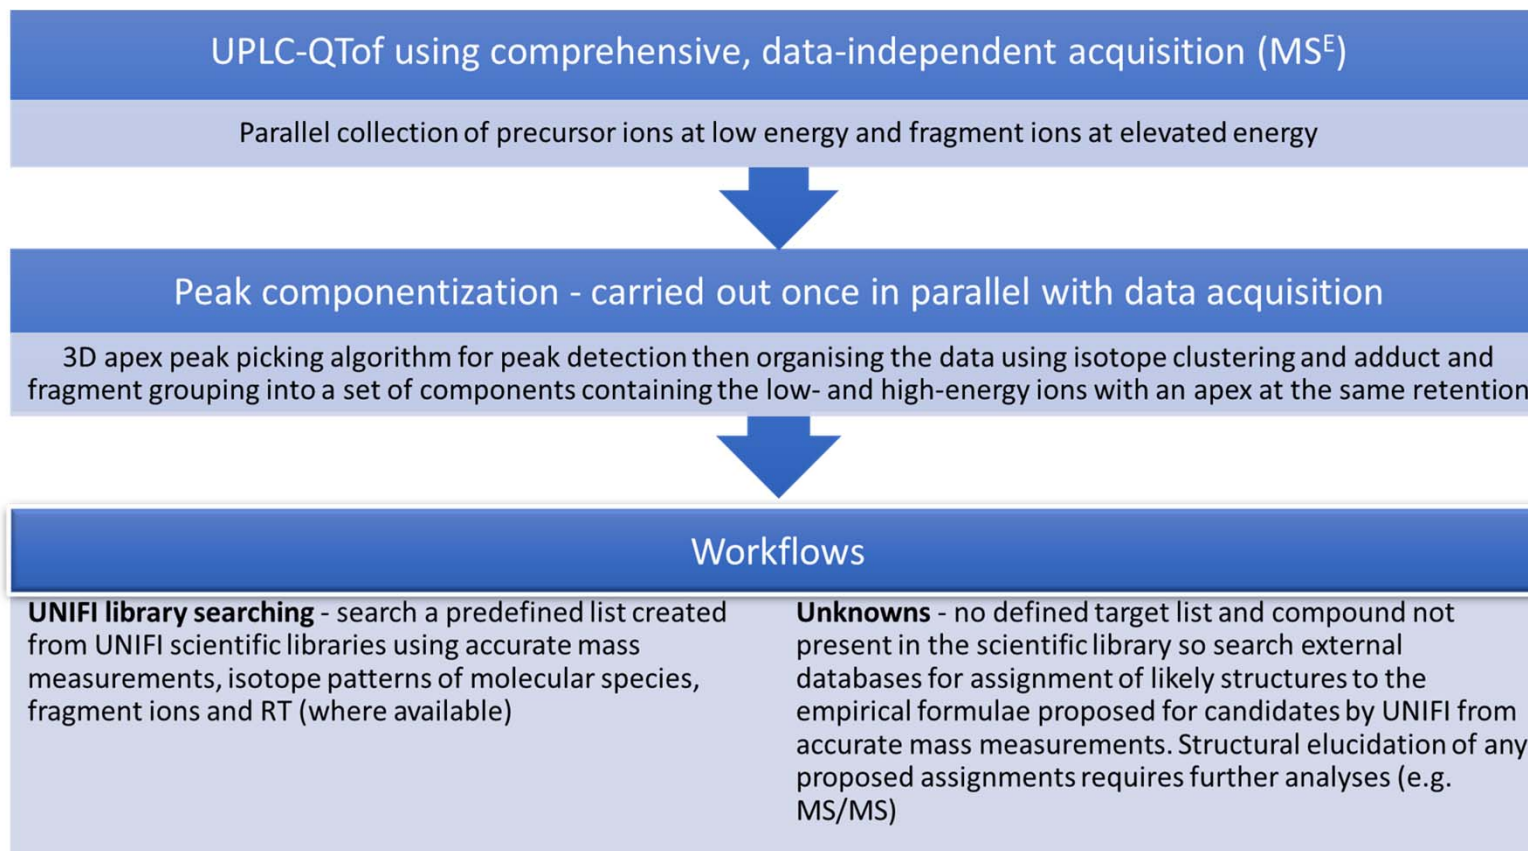 UPLC-QTof using comprehensive, data-independent acquisition (MSᴱ)
Parallel collection of precursor ions at low energy and fragment ions at elevated energy
Peak componentization - carried out once in parallel with data acquisition
3D apex peak picking algorithm for peak detection then organising the data using isotope clustering and adduct and
fragment grouping into a set of components containing the low- and high-energy ions with an apex at the same retention
Workflows
UNIFI library searching - search a predefined list created
from UNIFI scientific libraries using accurate mass
measurements, isotope patterns of molecular species,
fragment ions and RT (where available)
Unknowns - no defined target list and compound not
present in the scientific library so search external
databases for assignment of likely structures to the
empirical formulae proposed for candidates by UNIFI from
accurate mass measurements. Structural elucidation of any
proposed assignments requires further analyses (e.g.
MS/MS)